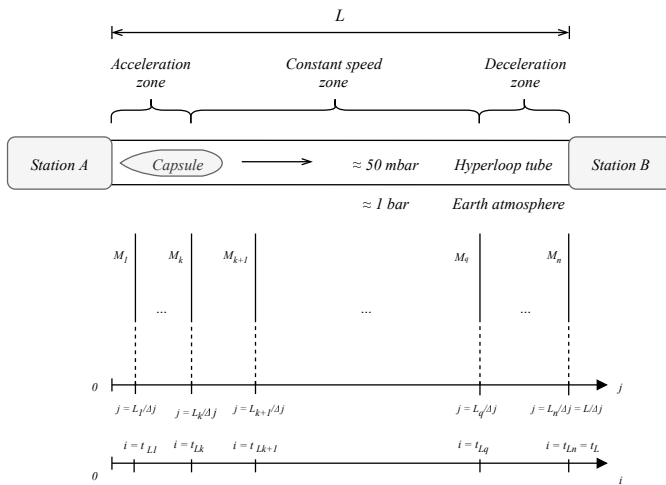 L
Acceleration zone
Constant speed zone
Deceleration zone
Station A
Capsule
≈ 50 mbar
Hyperloop tube
Station B
≈ 1 bar
Earth atmosphere
M1
Mk
Mk+1
Mq
Mn
...
...
...
0
j
j = L1/Δj
j = Lk/Δj
j = Lk+1/Δj
j = Lq/Δj
j = Ln/Δj = L/Δj
i = tL1
i = tLk
i = tLk+1
i = tLq
i = tLn = tL
0
i